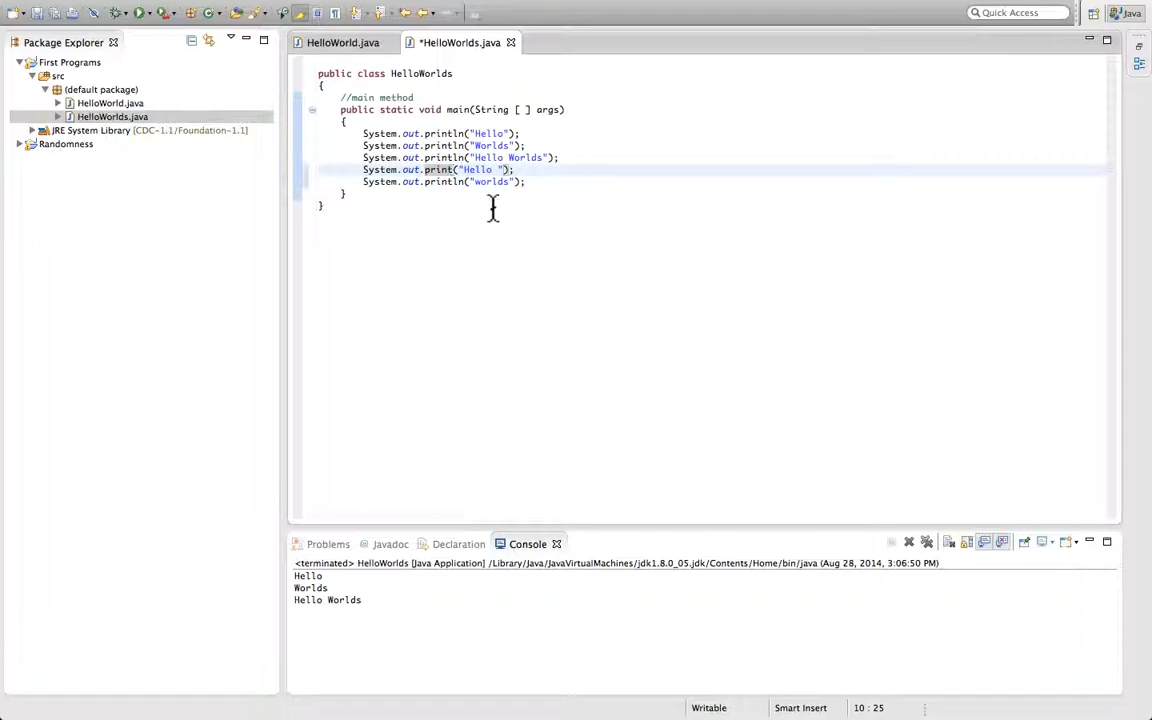 Quick Access
Java
Package Explorer
HelloWorld.java
*HelloWorlds.java
First Programs
src
(default package)
HelloWorld.java
HelloWorlds.java
JRE System Library [CDC-1.1/Foundation-1.1]
Randomness
public class HelloWorlds
{
//main method
public static void main(String [ ] args)
{
System.out.println("Hello");
System.out.println("Worlds");
System.out.println("Hello Worlds");
System.out.print("Hello ");
System.out.println("worlds");
}
}
Problems
Javadoc
Declaration
Console
<terminated> HelloWorlds [Java Application] /Library/Java/JavaVirtualMachines/jdk1.8.0_05.jdk/Contents/Home/bin/java (Aug 28, 2014, 3:06:50 PM)
Hello
Worlds
Hello Worlds
Writable
Smart Insert
10 : 25